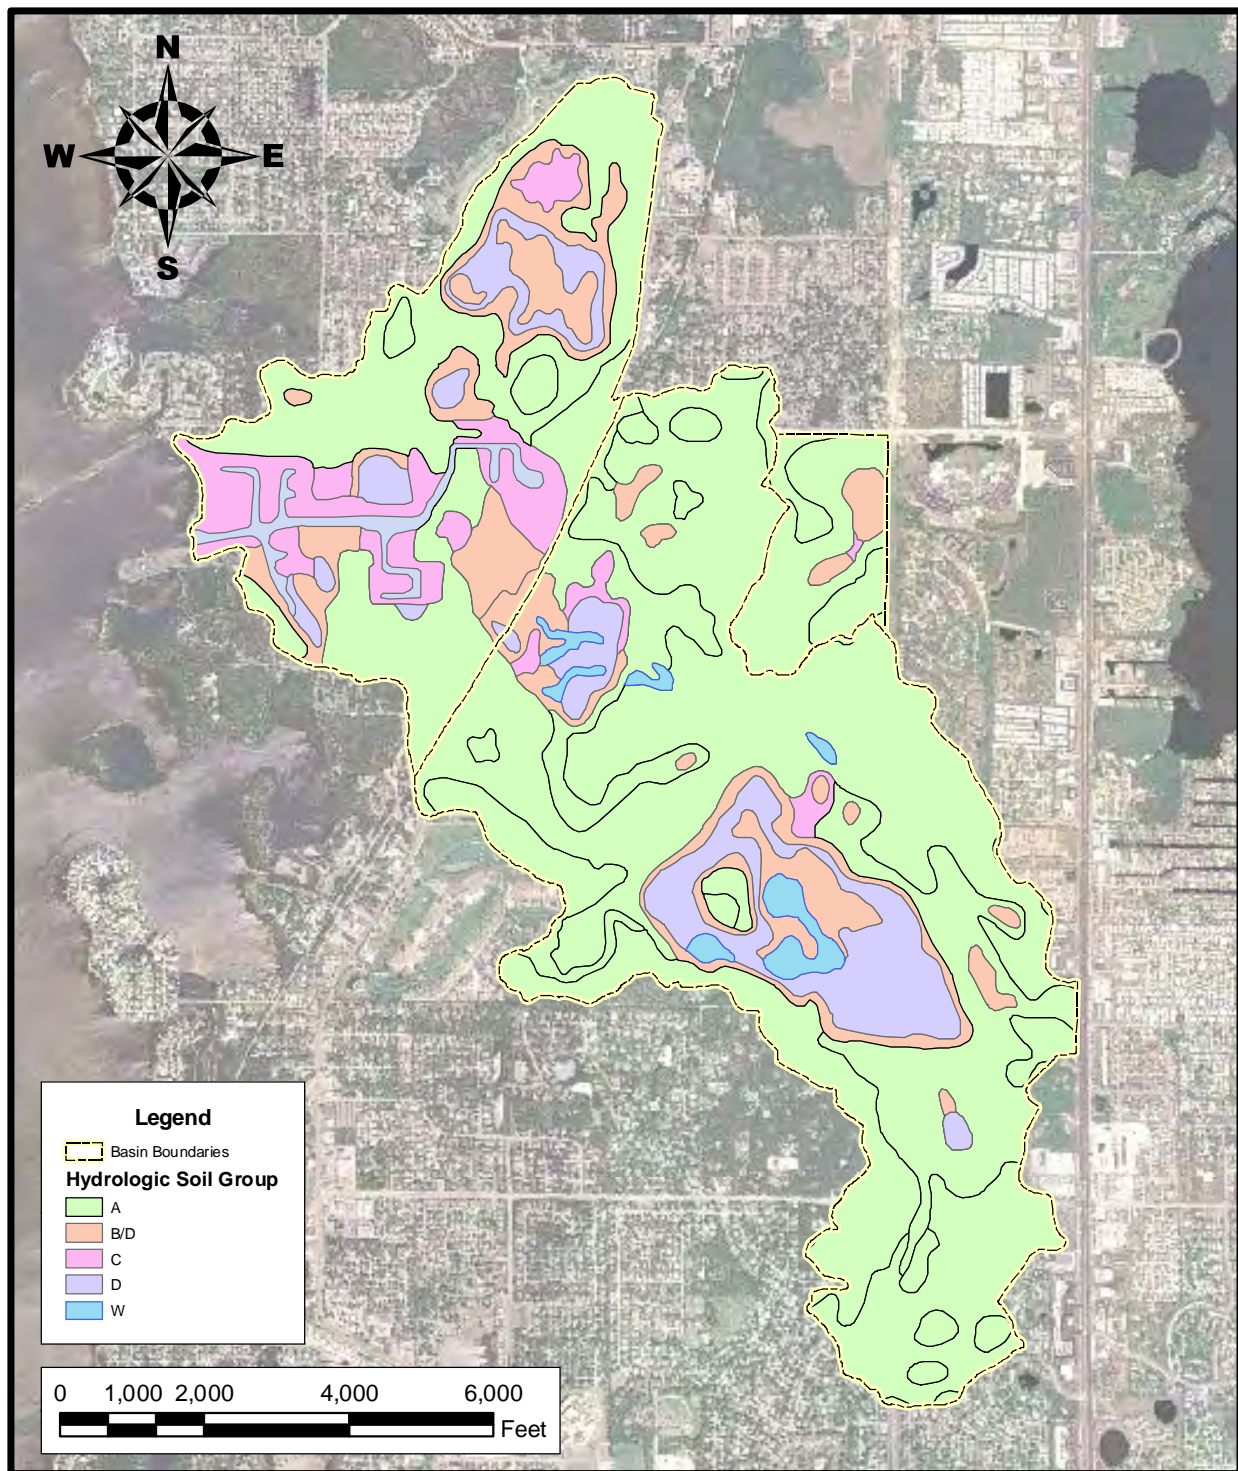 N
W E
S
Legend
Basin Boundaries
Hydrologic Soil Group
A
B/D
C
D
W
0 1,000 2,000 4,000 6,000
Feet